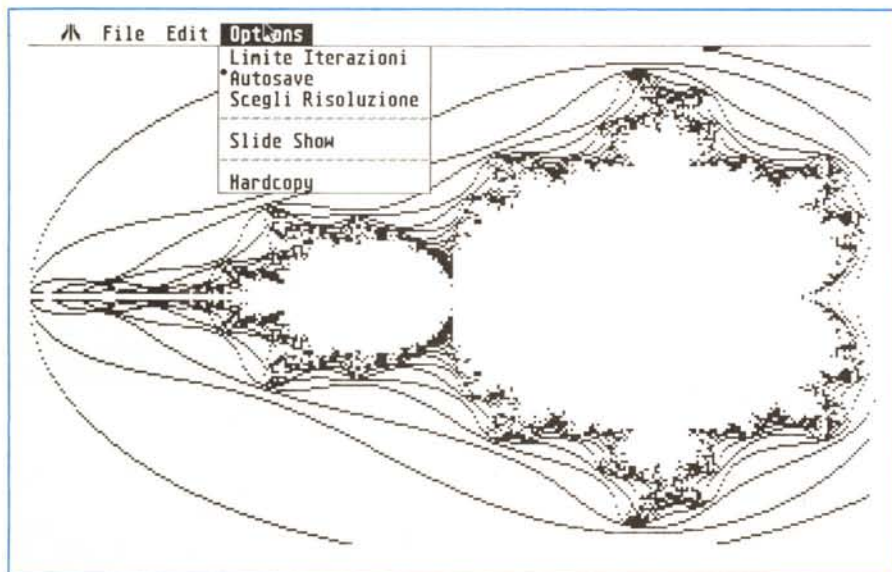 File Edit Options
Limite Iterazioni
•Autosave
Scegli Risoluzione
Slide Show
Hardcopy